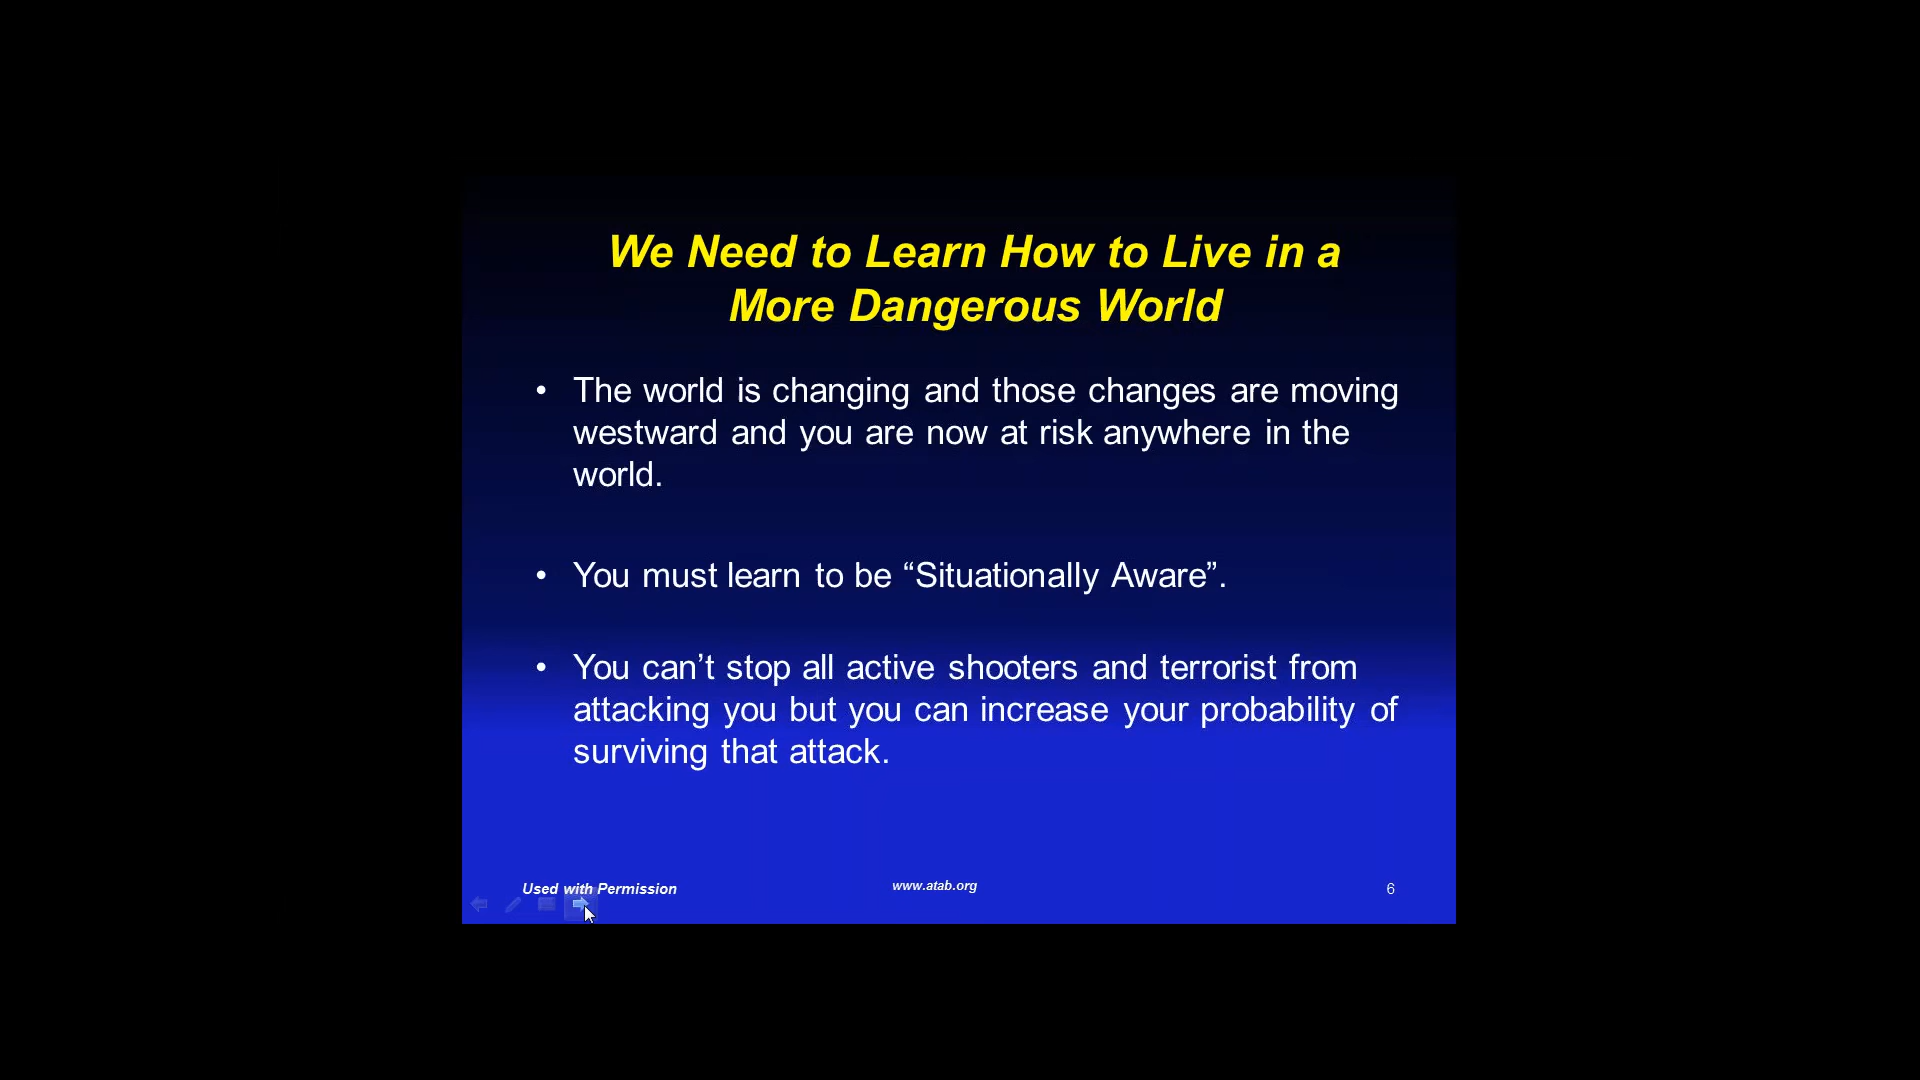 We Need to Learn How to Live in a
More Dangerous World
• The world is changing and those changes are moving
westward and you are now at risk anywhere in the
world.
• You must learn to be “Situationally Aware”.
• You can’t stop all active shooters and terrorist from
attacking you but you can increase your probability of
surviving that attack.
Used with Permission
www.atab.org
6